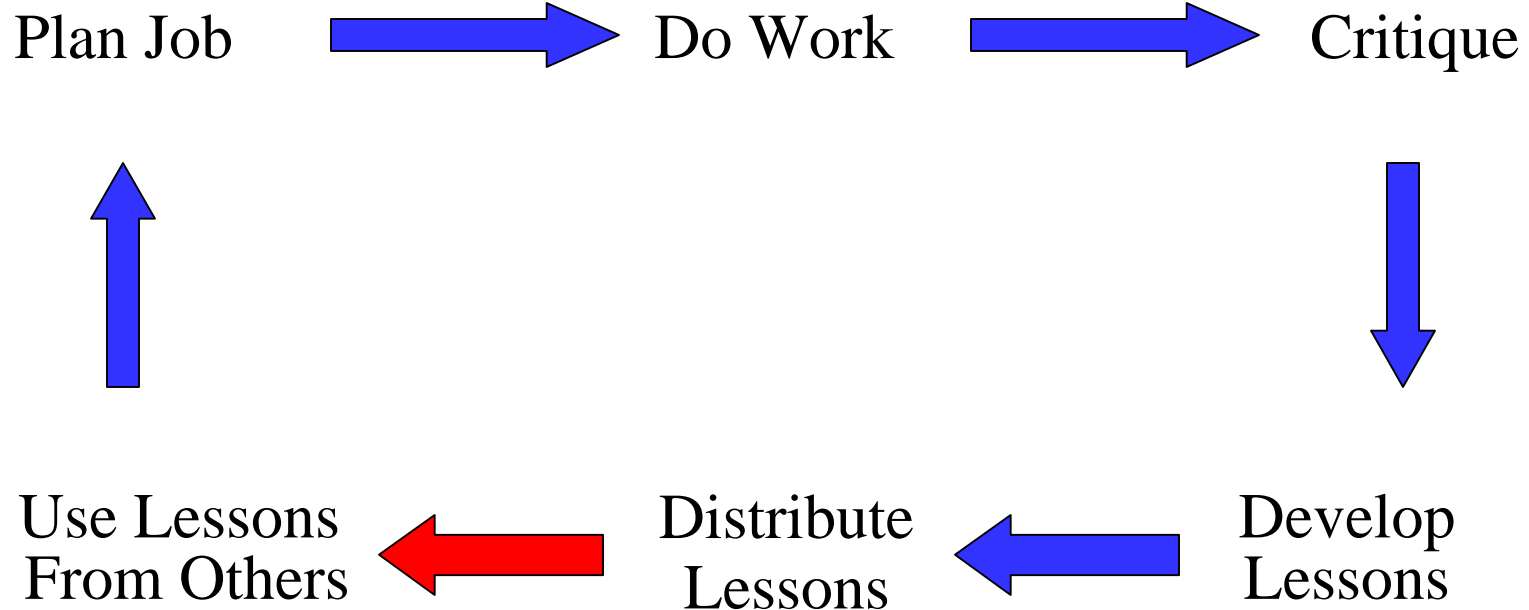 Plan Job
Do Work
Critique
Use Lessons
From Others
Distribute
Lessons
Develop
Lessons